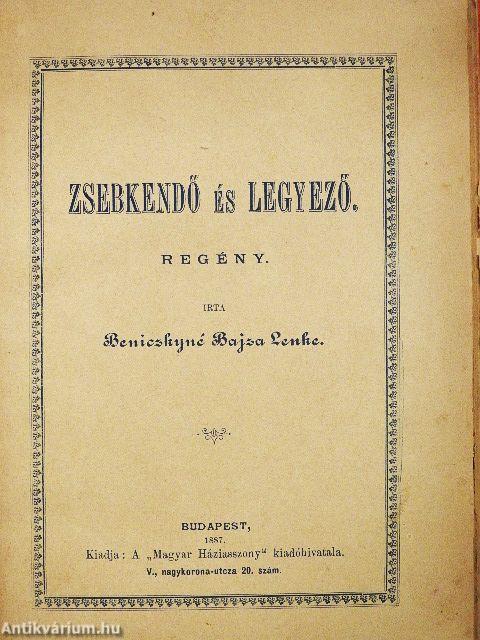 ZSEBKENDŐ ÉS LEGYEZŐ.
REGÉNY.
IRTA
Beniczkyné Bajza Lenke.
BUDAPEST,
1887.
Kiadja: A „Magyar Háziasszony" kiadóhivatala.
V., nagykorona-utcza 20. szám.
Antikvárium.hu